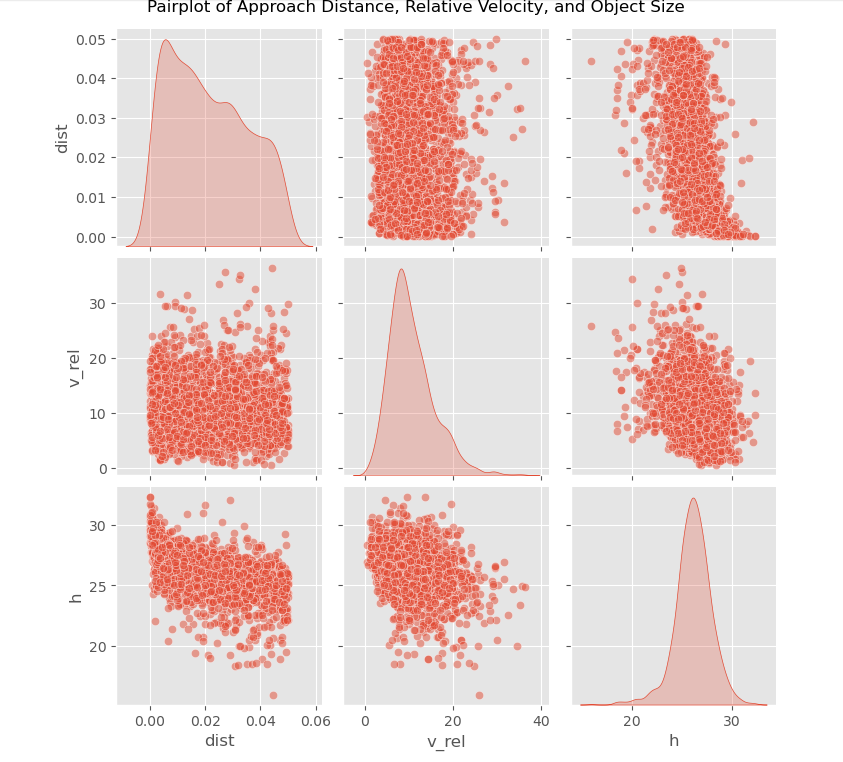 Pairplot of Approach Distance, Relative Velocity, and Object Size
0.05
0.04
0.03
0.02
0.01
0.00
dist
30
20
10
0
v_rel
30
25
20
h
0.00 0.02 0.04 0.06
dist
0 20 40
v_rel
20 30
h